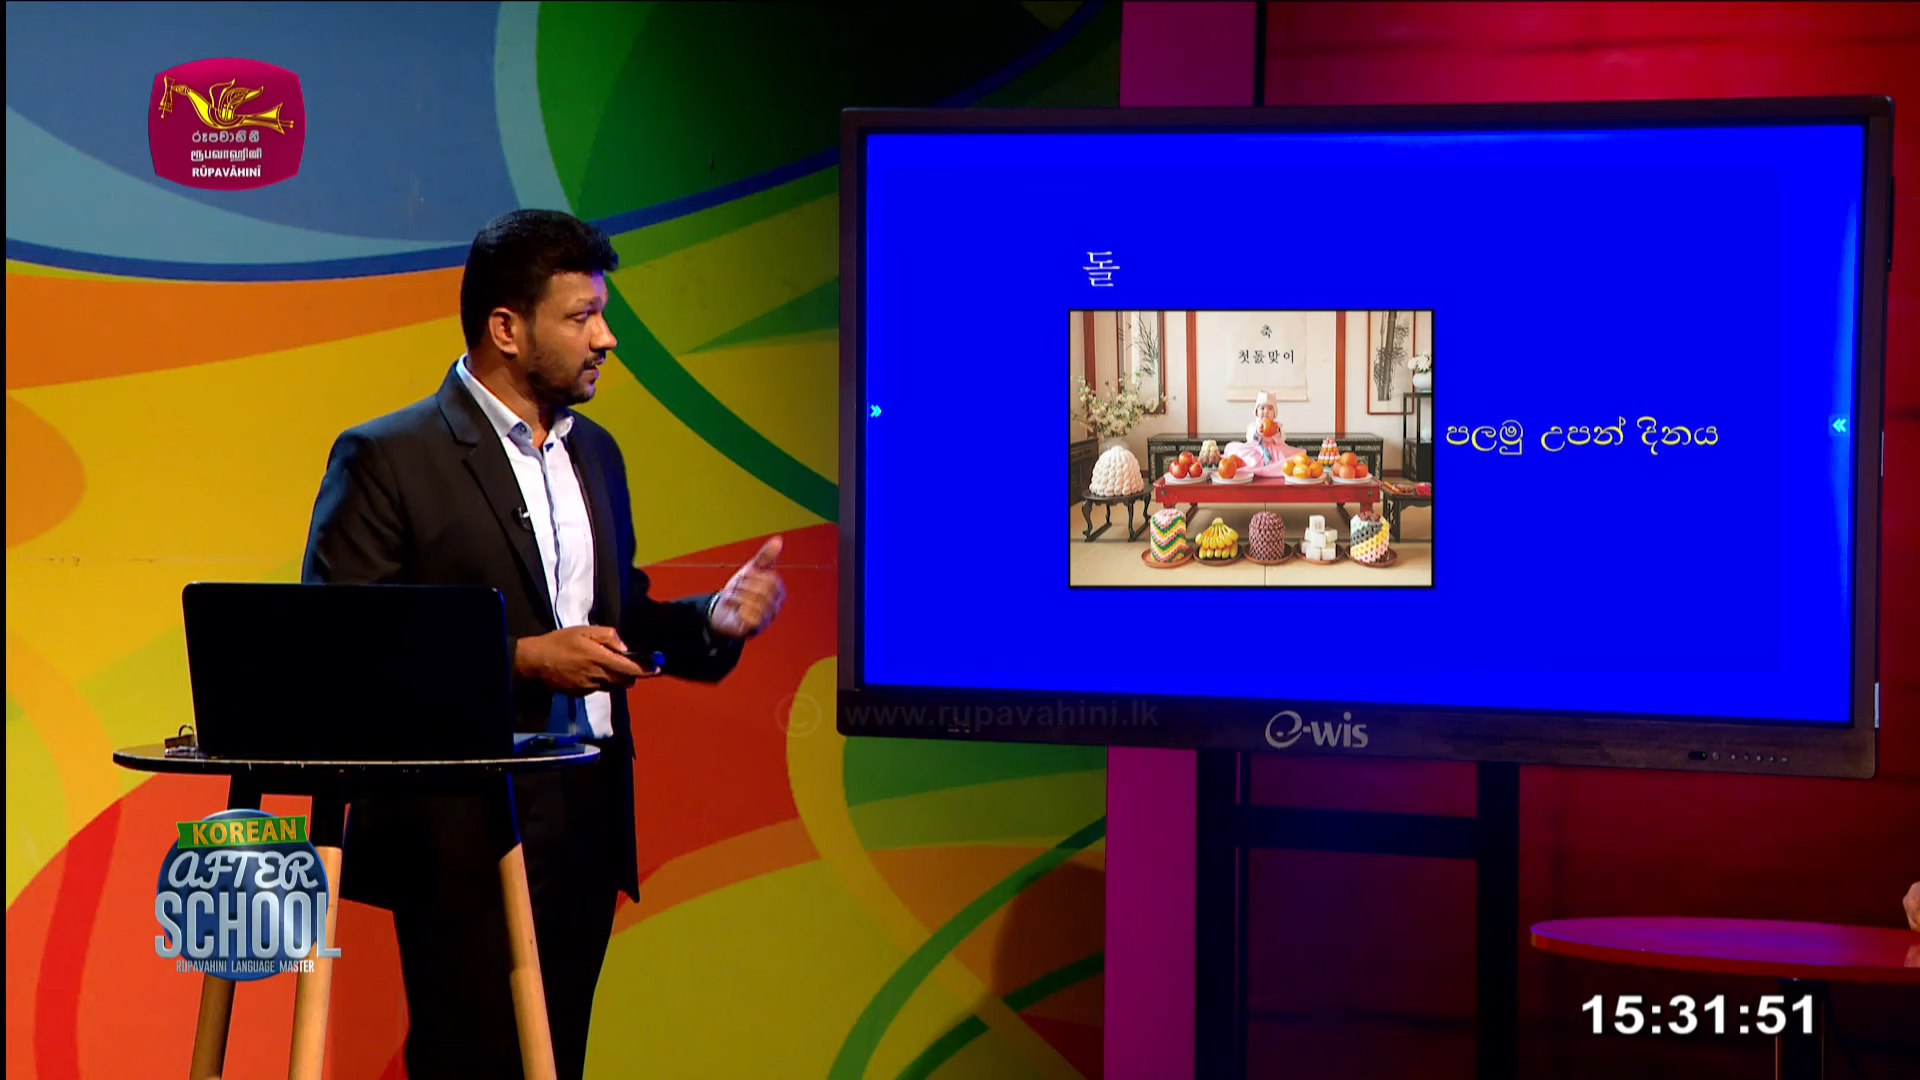 රූපවාහිනී
ரூபவாஹினி
RŪPAVĀHINĪ
돌
축
첫돌맞이
පලමු උපන් දිනය
© www.rupavahini.lk
e-wis
KOREAN
AFTER
SCHOOL
RUPAVAHINI LANGUAGE MASTER
15:31:51